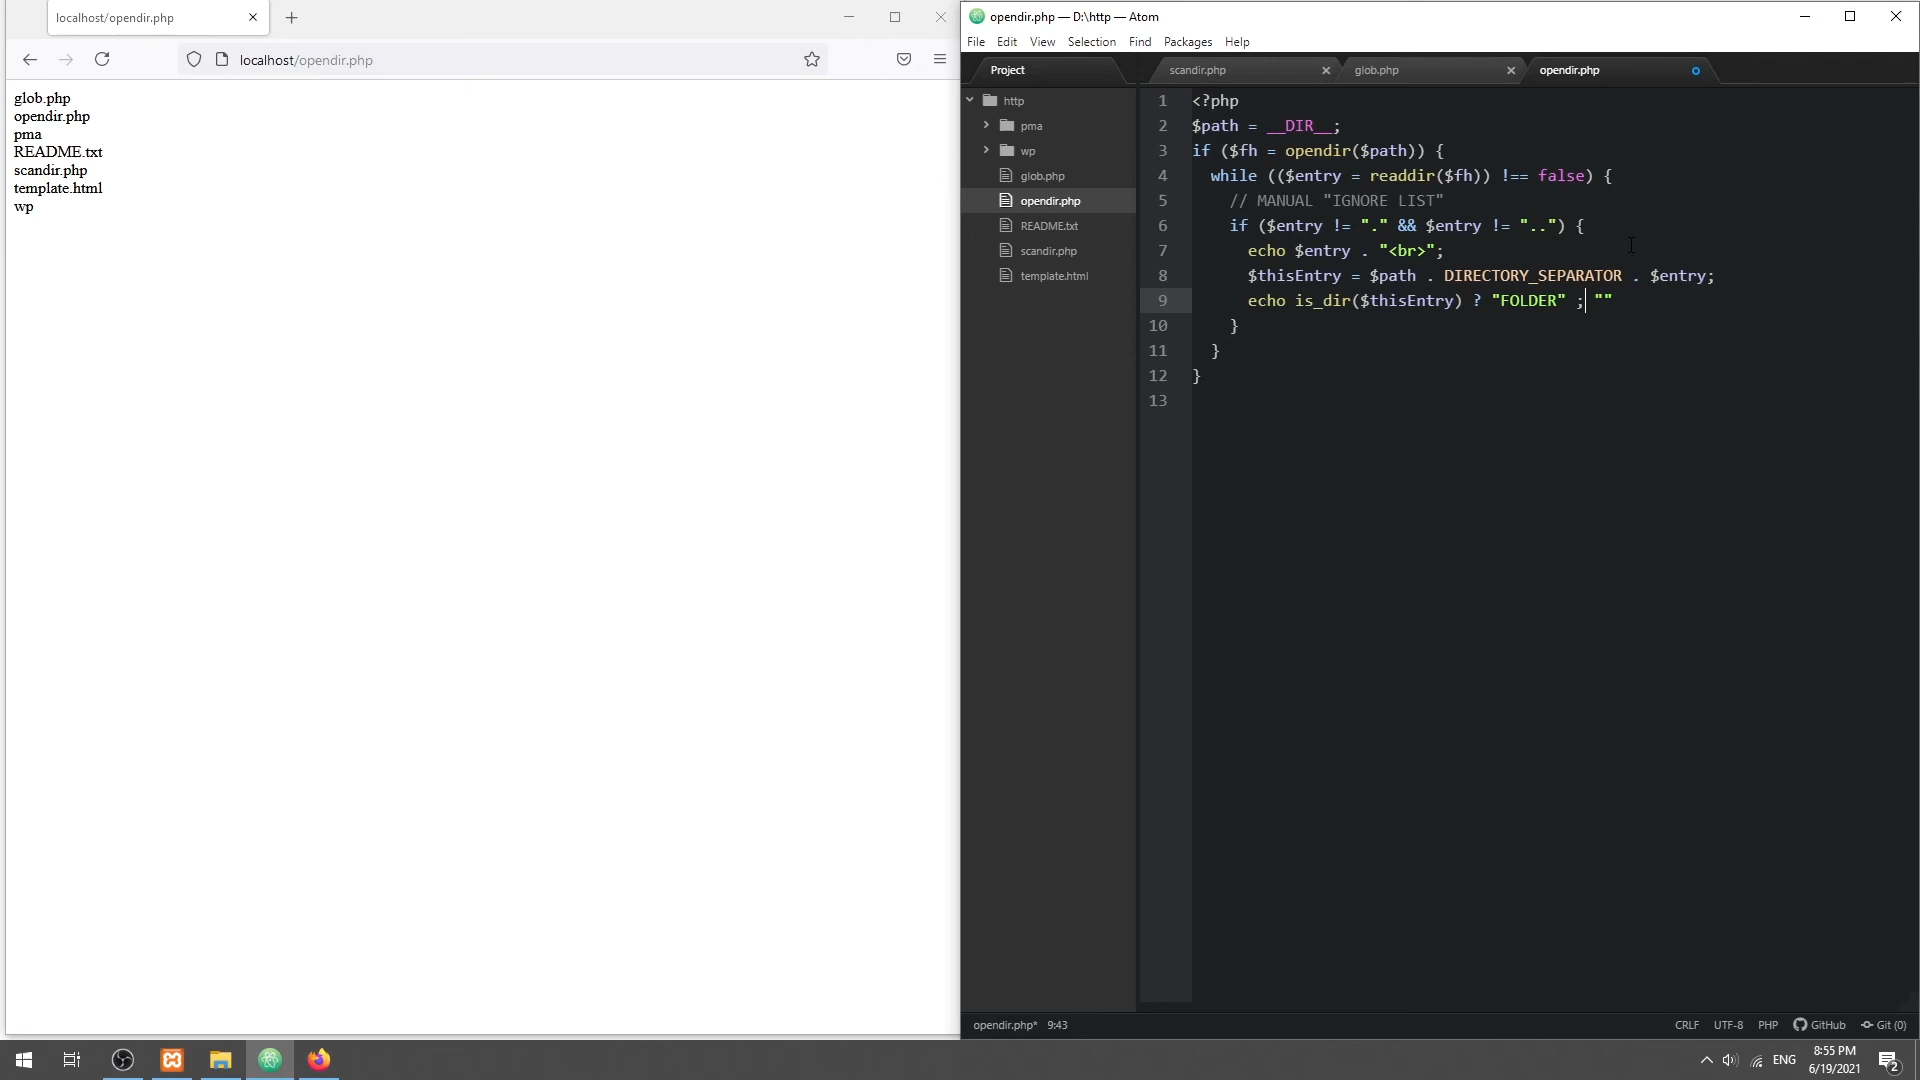 localhost/opendir.php
localhost/opendir.php
glob.php
opendir.php
pma
README.txt
scandir.php
template.html
wp
opendir.php — D:\http — Atom
File Edit View Selection Find Packages Help
Project
http
pma
wp
glob.php
opendir.php
README.txt
scandir.php
template.html
scandir.php glob.php opendir.php
1 <?php
2 $path = __DIR__;
3 if ($fh = opendir($path)) {
4 while (($entry = readdir($fh)) !== false) {
5 // MANUAL "IGNORE LIST"
6 if ($entry != "." && $entry != "..") {
7 echo $entry . "<br>";
8 $thisEntry = $path . DIRECTORY_SEPARATOR . $entry;
9 echo is_dir($thisEntry) ? "FOLDER" ; ""
10 }
11 }
12 }
13
opendir.php* 9:43 CRLF UTF-8 PHP GitHub Git (0)
ENG
8:55 PM
6/19/2021
2